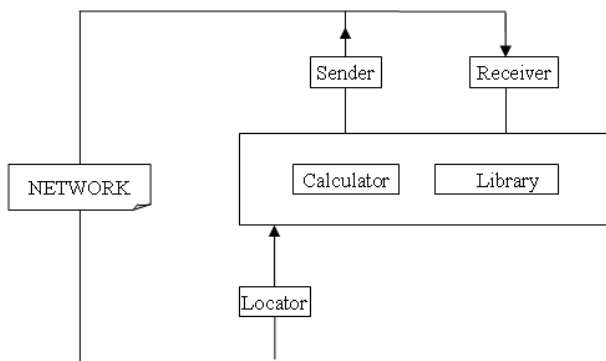 Sender
Receiver
Calculator
Library
NETWORK
Locator